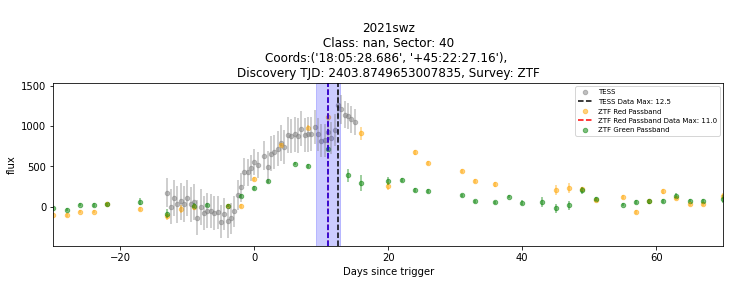 2021swz
Class: nan, Sector: 40
Coords:('18:05:28.686', '+45:22:27.16'),
Discovery TJD: 2403.8749653007835, Survey: ZTF
1500
1000
500
0
flux
TESS
TESS Data Max: 12.5
ZTF Red Passband
ZTF Red Passband Data Max: 11.0
ZTF Green Passband
−20
0
20
40
60
Days since trigger